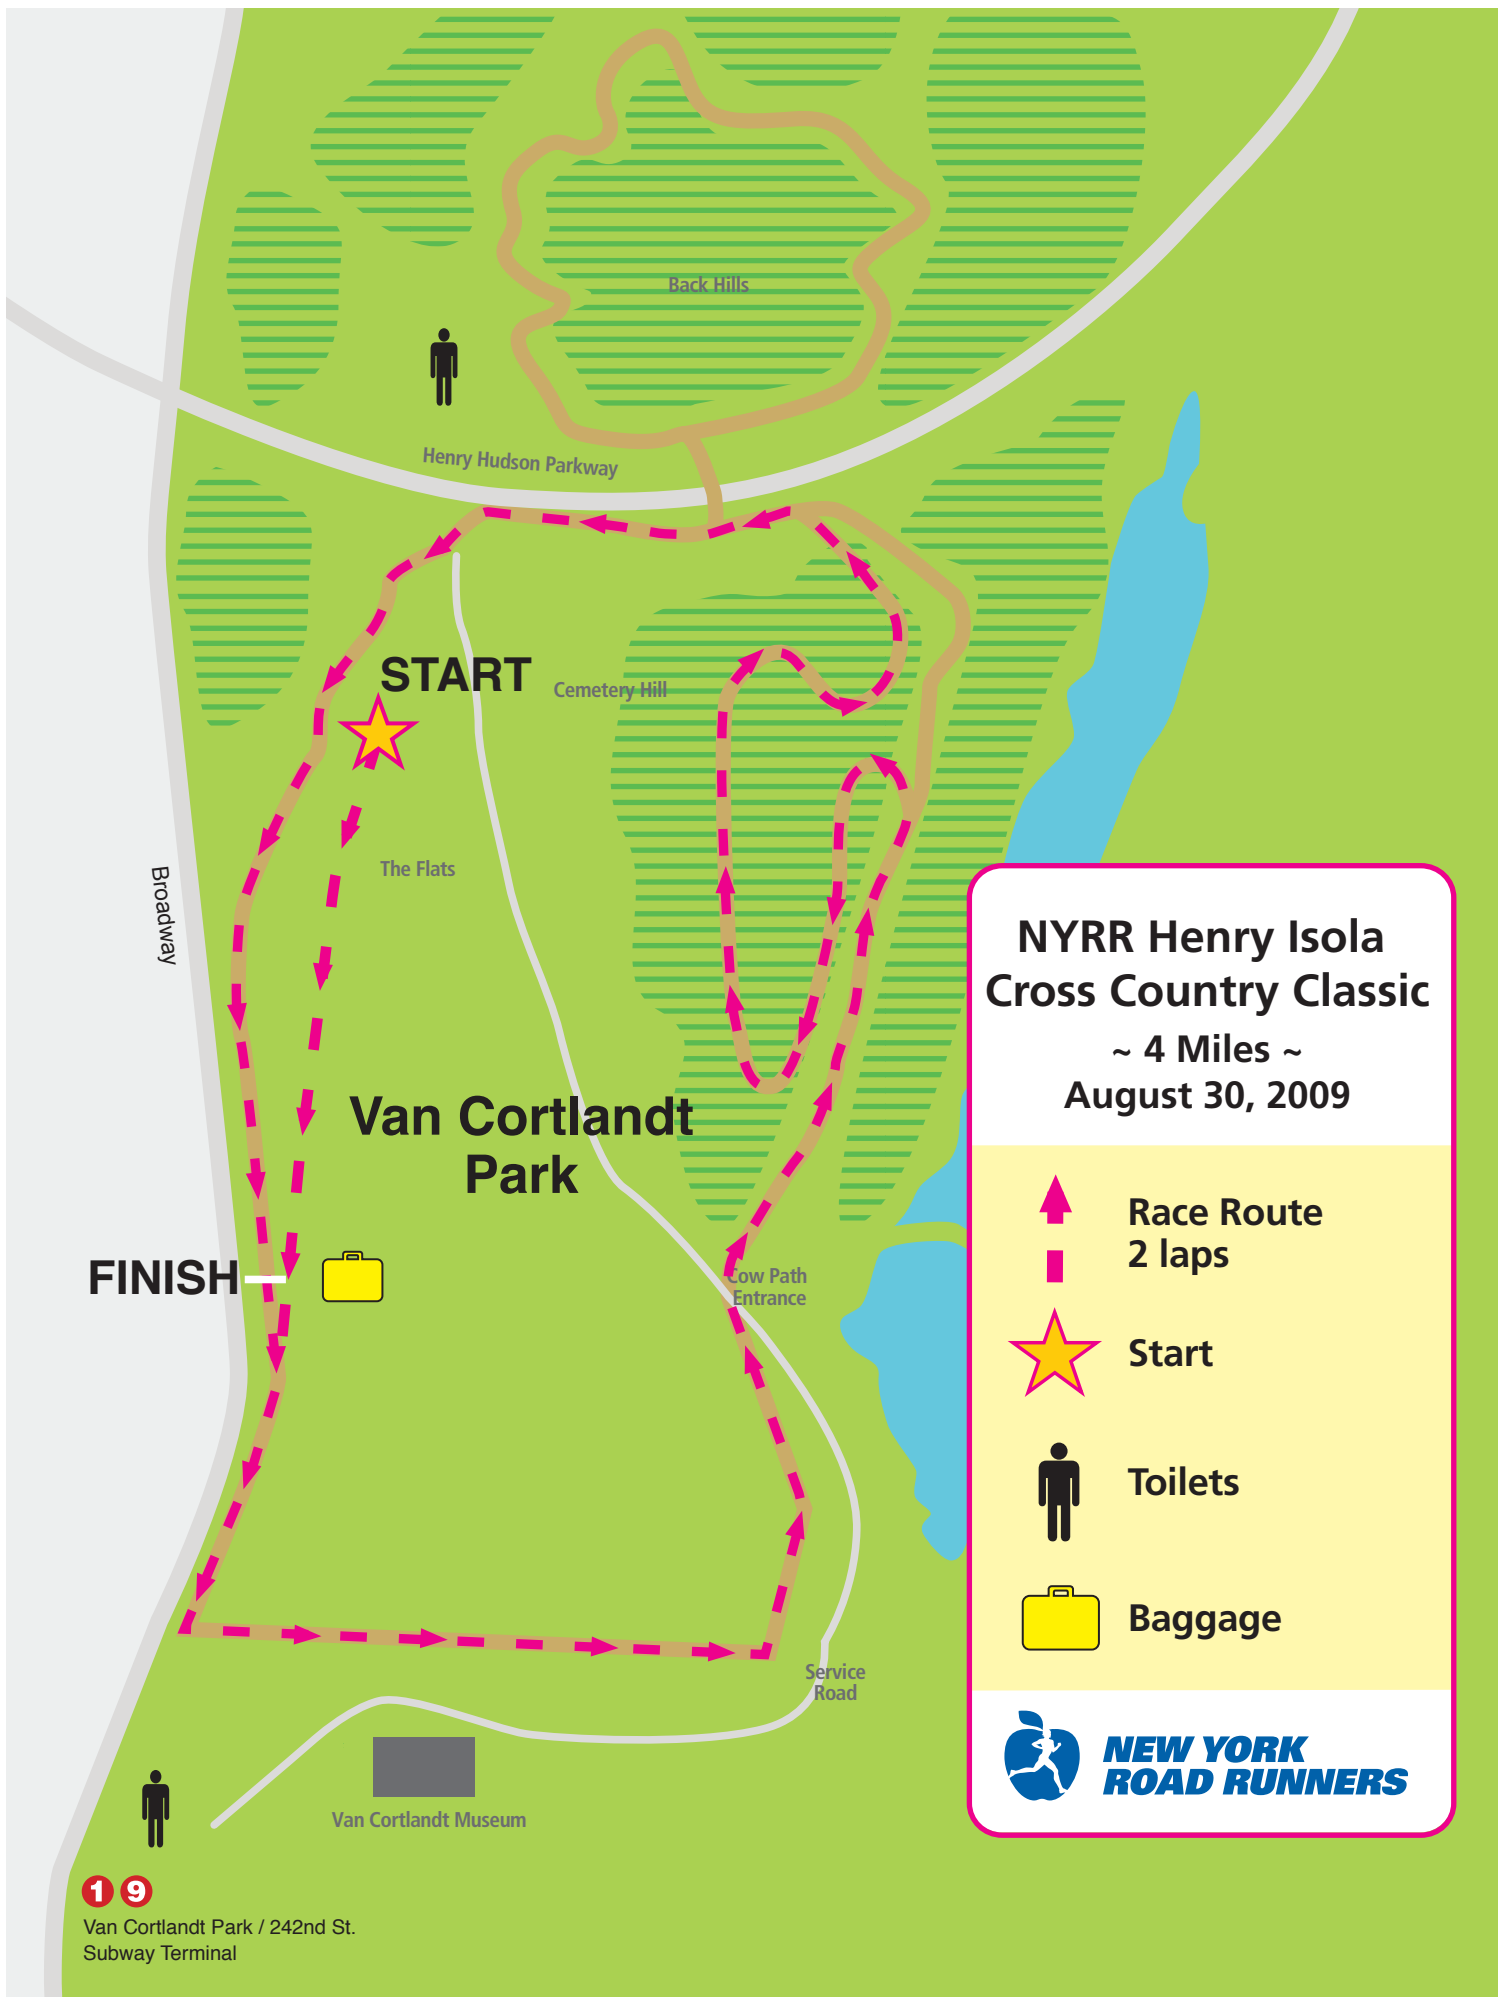 Back Hills
Henry Hudson Parkway
START
Cemetery Hill
The Flats
Broadway
Van Cortlandt
Park
FINISH
Cow Path
Entrance
Service
Road
Van Cortlandt Museum
1 9
Van Cortlandt Park / 242nd St.
Subway Terminal
NYRR Henry Isola
Cross Country Classic
~ 4 Miles ~
August 30, 2009
Race Route
2 laps
Start
Toilets
Baggage
NEW YORK
ROAD RUNNERS